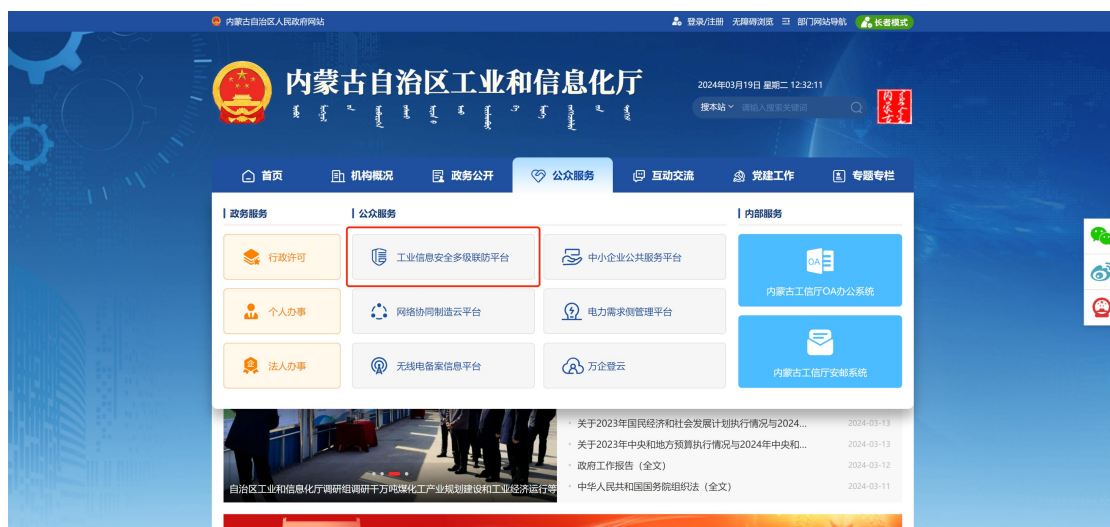 内蒙古自治区人民政府网站
登录/注册 无障碍浏览 部门网站导航 长者模式
内蒙古自治区工业和信息化厅
2024年03月19日 星期二 12:32:11
搜本站 请输入搜索关键词
内蒙古
首页 机构概况 政务公开 公众服务 互动交流 党建工作 专题专栏
政务服务 公众服务 内部服务
行政许可 工业信息安全多级联防平台 中小企业公共服务平台
OA
内蒙古工信厅OA办公系统
个人办事 网络协同制造云平台 电力需求侧管理平台
法人办事 无线电备案信息平台 万企登云
内蒙古工信厅安邮系统
关于2023年国民经济和社会发展计划执行情况与2024... 2024-03-13
关于2023年中央和地方预算执行情况与2024年中央和... 2024-03-13
政府工作报告（全文） 2024-03-12
中华人民共和国国务院组织法（全文） 2024-03-11
自治区工业和信息化厅调研组调研千万吨煤化工产业规划建设和工业经济运行等